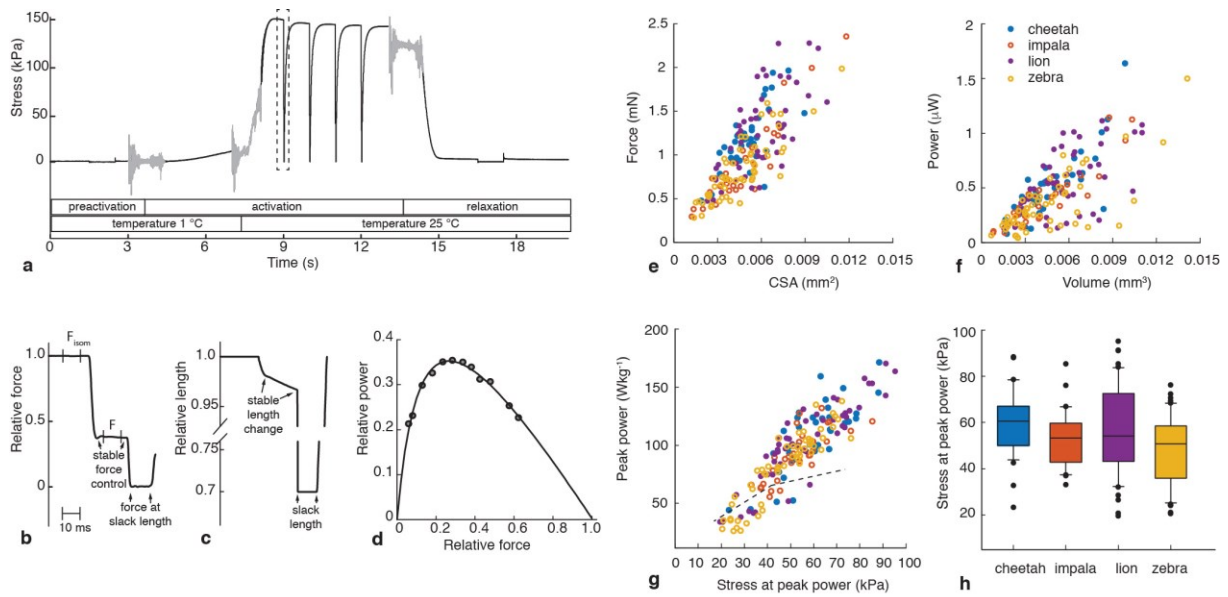 150
100
50
0
Stress (kPa)
preactivation
activation
relaxation
temperature 1 °C
temperature 25 °C
0
3
6
9
12
15
18
a
Time (s)
2.5
2
1.5
1
0.5
0
Force (mN)
0
0.003
0.006
0.009
0.012
0.015
e
CSA (mm²)
2
1.5
1
0.5
0
Power (μW)
cheetah
impala
lion
zebra
0
0.003
0.006
0.009
0.012
0.015
f
Volume (mm³)
1.0
0.5
0
Relative force
Fisom
F
stable
force
control
force at
slack length
10 ms
b
1.0
0.95
0.75
0.7
Relative length
stable
length
change
slack
length
c
0.4
0.3
0.2
0.1
0
Relative power
0
0.2
0.4
0.6
0.8
1.0
d
Relative force
200
150
100
50
Peak power (Wkg⁻¹)
10
20
30
40
50
60
70
80
90
100
g
Stress at peak power (kPa)
100
80
60
40
20
Stress at peak power (kPa)
cheetah
impala
lion
zebra
h